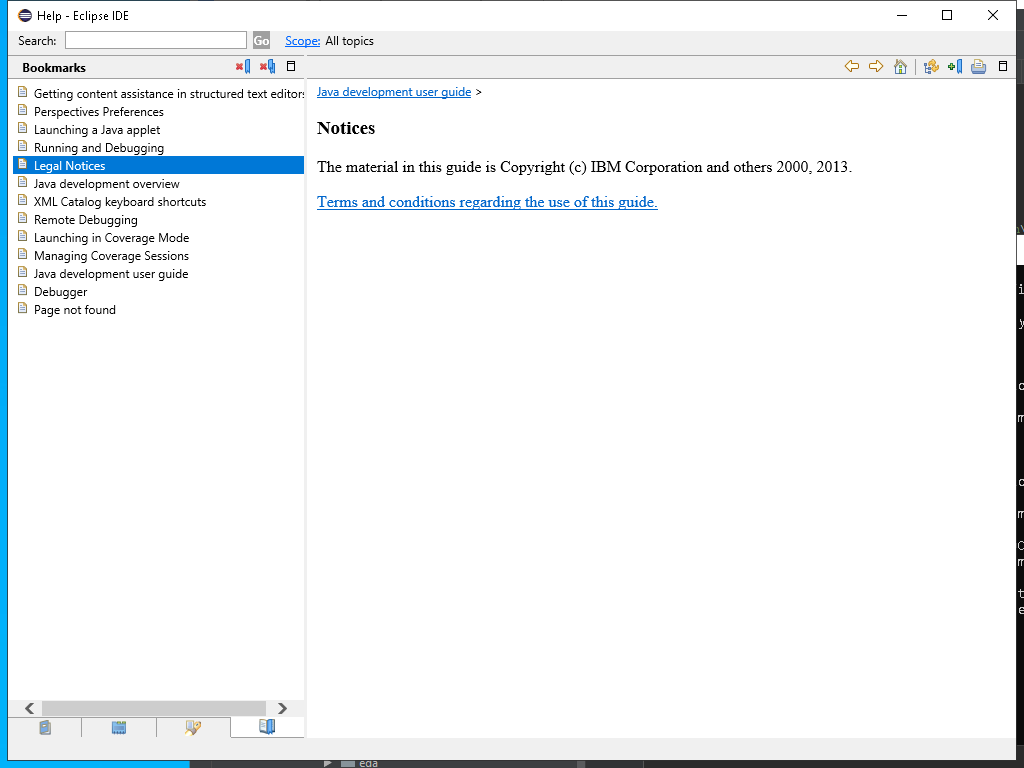 Help - Eclipse IDE
Search:
Go
Scope: All topics
Bookmarks
Getting content assistance in structured text editors
Perspectives Preferences
Launching a Java applet
Running and Debugging
Legal Notices
Java development overview
XML Catalog keyboard shortcuts
Remote Debugging
Launching in Coverage Mode
Managing Coverage Sessions
Java development user guide
Debugger
Page not found
Java development user guide >
Notices
The material in this guide is Copyright (c) IBM Corporation and others 2000, 2013.
Terms and conditions regarding the use of this guide.
eda